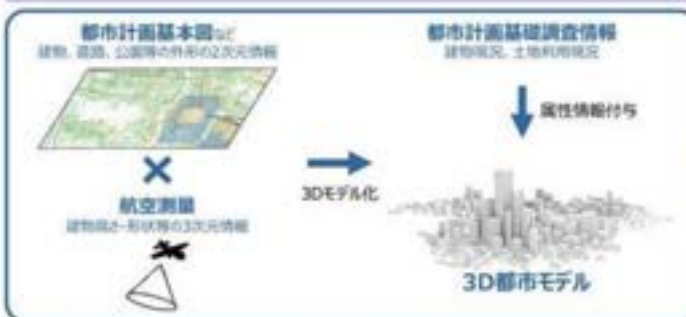 都市計画基本図など
建物、道路、公園等の外形の2次元情報
航空測量
建物高さ・形状等の3次元情報
3Dモデル化
都市計画基礎調査情報
建物現況、土地利用現況
属性情報付与
3D都市モデル